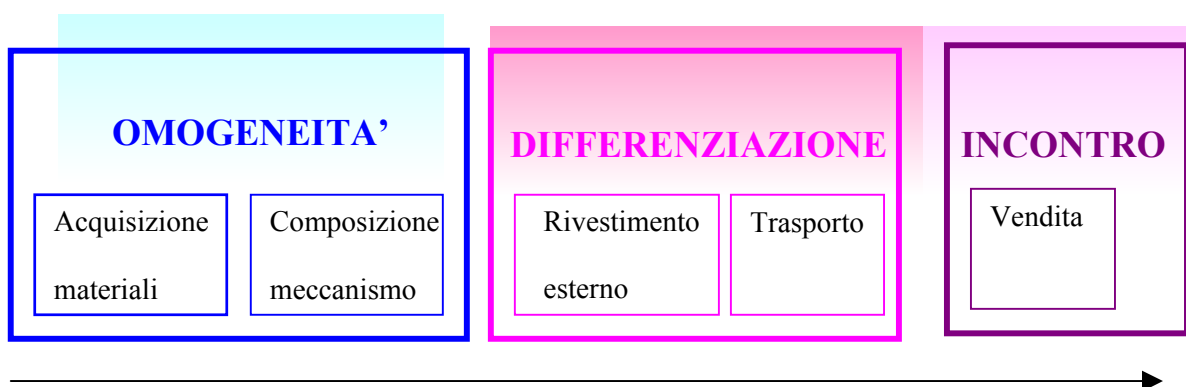 OMOGENEITA’
Acquisizione
materiali
Composizione
meccanismo
DIFFERENZIAZIONE
Rivestimento
esterno
Trasporto
INCONTRO
Vendita